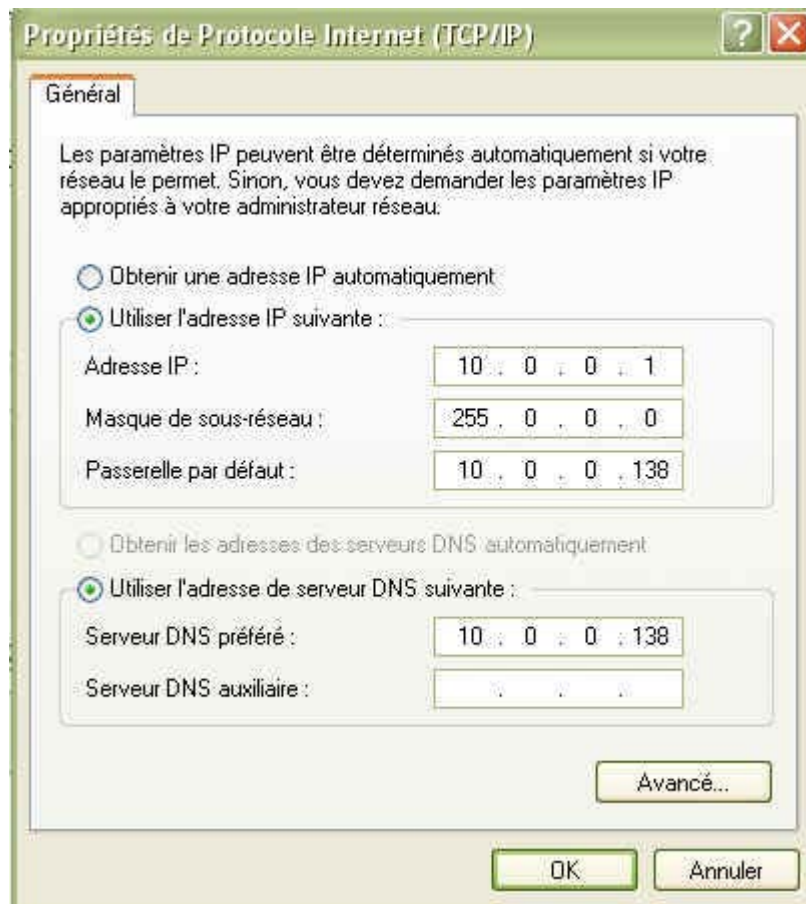 Propriétés de Protocole Internet (TCP/IP)
Général
Les paramètres IP peuvent être déterminés automatiquement si votre
réseau le permet. Sinon, vous devez demander les paramètres IP
appropriés à votre administrateur réseau.
Obtenir une adresse IP automatiquement
Utiliser l'adresse IP suivante :
Adresse IP : 10 . 0 . 0 . 1
Masque de sous-réseau : 255 . 0 . 0 . 0
Passerelle par défaut : 10 . 0 . 0 . 138
Obtenir les adresses des serveurs DNS automatiquement
Utiliser l'adresse de serveur DNS suivante :
Serveur DNS préféré : 10 . 0 . 0 . 138
Serveur DNS auxiliaire : . . .
Avancé...
OK Annuler